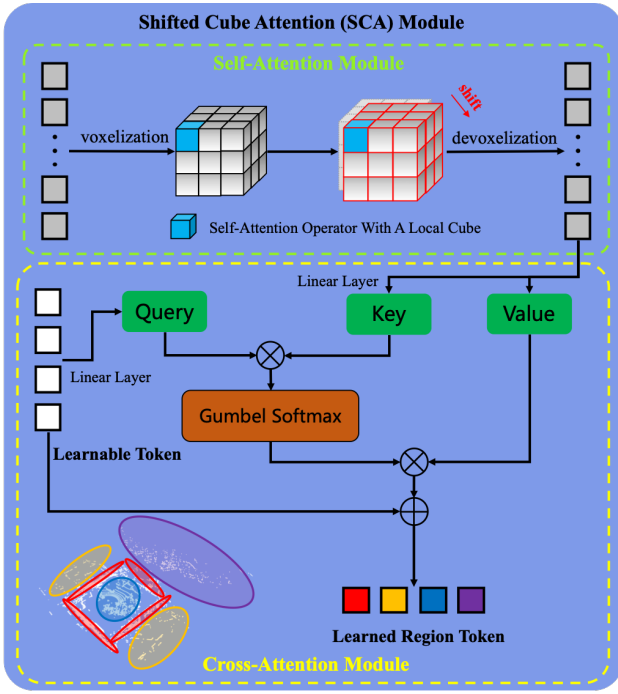 Shifted Cube Attention (SCA) Module
Self-Attention Module
voxelization
shift
devoxelization
Self-Attention Operator With A Local Cube
Linear Layer
Query
Key
Value
Linear Layer
Gumbel Softmax
Learnable Token
Learned Region Token
Cross-Attention Module